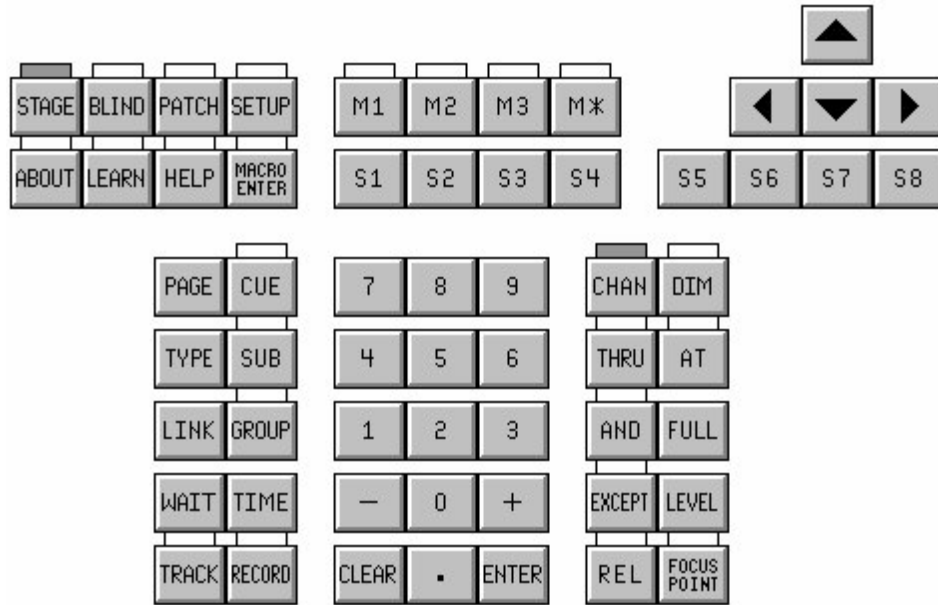 STAGE BLIND PATCH SETUP M1 M2 M3 M*
ABOUT LEARN HELP MACRO ENTER S1 S2 S3 S4 S5 S6 S7 S8
PAGE CUE 7 8 9 CHAN DIM
TYPE SUB 4 5 6 THRU AT
LINK GROUP 1 2 3 AND FULL
WAIT TIME - 0 + EXCEPT LEVEL
TRACK RECORD CLEAR . ENTER REL FOCUS POINT